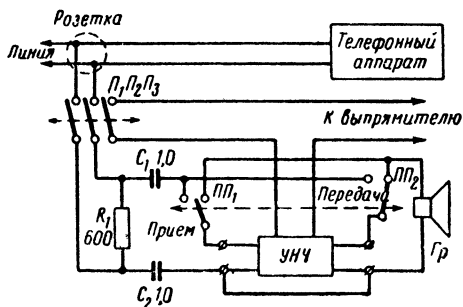 Розетка
Линия
Телефонный
аппарат
П₁П₂П₃
К выпрямителю
C₁ 1,0
ПП₁
Передача
ПП₂
R₁
600
Прием
УНЧ
Гр
C₂ 1,0